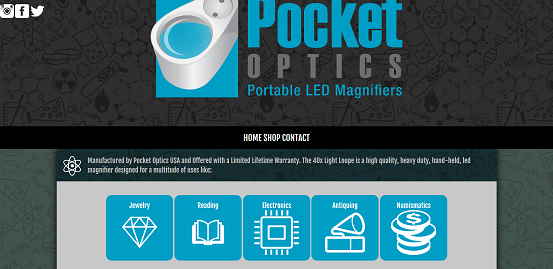 Pocket
OPTICS
Portable LED Magnifiers
HOME SHOP CONTACT
Manufactured by Pocket Optics USA and Offered with a Limited Lifetime Warranty. The 40x Light Loupe is a high quality, heavy duty, hand-held, led
magnifier designed for a multitude of uses like:
Jewelry Reading Electronics Antiquing Numismatics